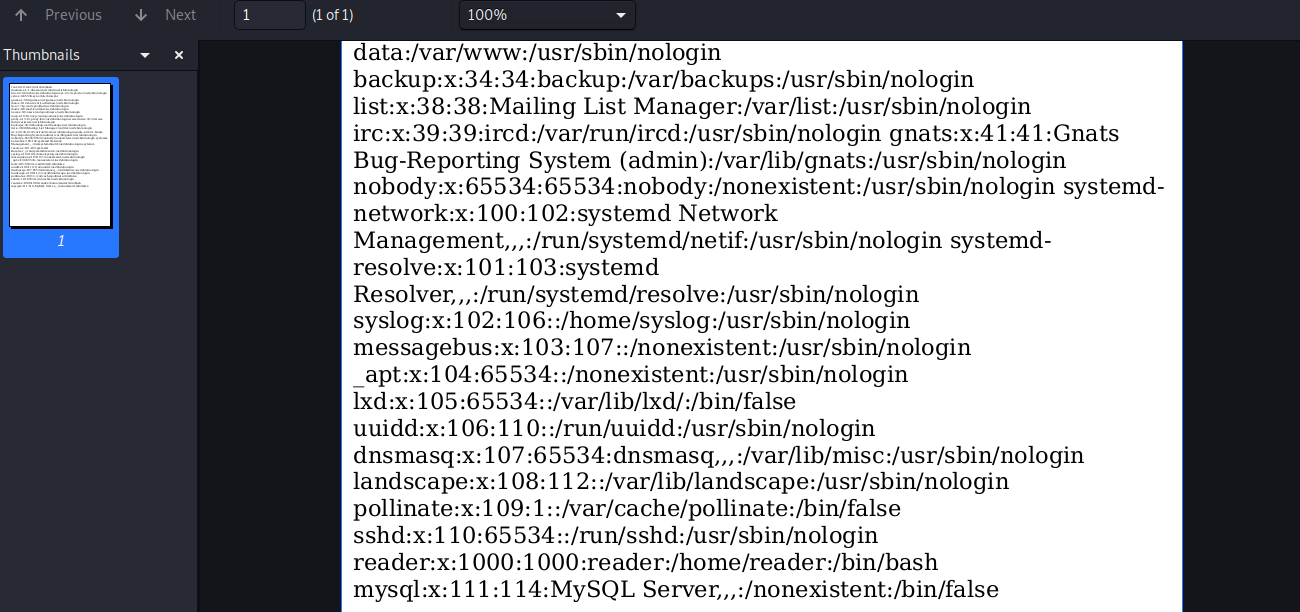 Previous Next 1 (1 of 1) 100%
Thumbnails
data:/var/www:/usr/sbin/nologin
backup:x:34:34:backup:/var/backups:/usr/sbin/nologin
list:x:38:38:Mailing List Manager:/var/list:/usr/sbin/nologin
irc:x:39:39:ircd:/var/run/ircd:/usr/sbin/nologin gnats:x:41:41:Gnats
Bug-Reporting System (admin):/var/lib/gnats:/usr/sbin/nologin
nobody:x:65534:65534:nobody:/nonexistent:/usr/sbin/nologin systemd-
network:x:100:102:systemd Network
Management,,,:/run/systemd/netif:/usr/sbin/nologin systemd-
resolve:x:101:103:systemd
Resolver,,,:/run/systemd/resolve:/usr/sbin/nologin
syslog:x:102:106::/home/syslog:/usr/sbin/nologin
messagebus:x:103:107::/nonexistent:/usr/sbin/nologin
_apt:x:104:65534::/nonexistent:/usr/sbin/nologin
lxd:x:105:65534::/var/lib/lxd/:/bin/false
uuidd:x:106:110::/run/uuidd:/usr/sbin/nologin
dnsmasq:x:107:65534:dnsmasq,,,:/var/lib/misc:/usr/sbin/nologin
landscape:x:108:112::/var/lib/landscape:/usr/sbin/nologin
pollinate:x:109:1::/var/cache/pollinate:/bin/false
sshd:x:110:65534::/run/sshd:/usr/sbin/nologin
reader:x:1000:1000:reader:/home/reader:/bin/bash
mysql:x:111:114:MySQL Server,,,:/nonexistent:/bin/false
1